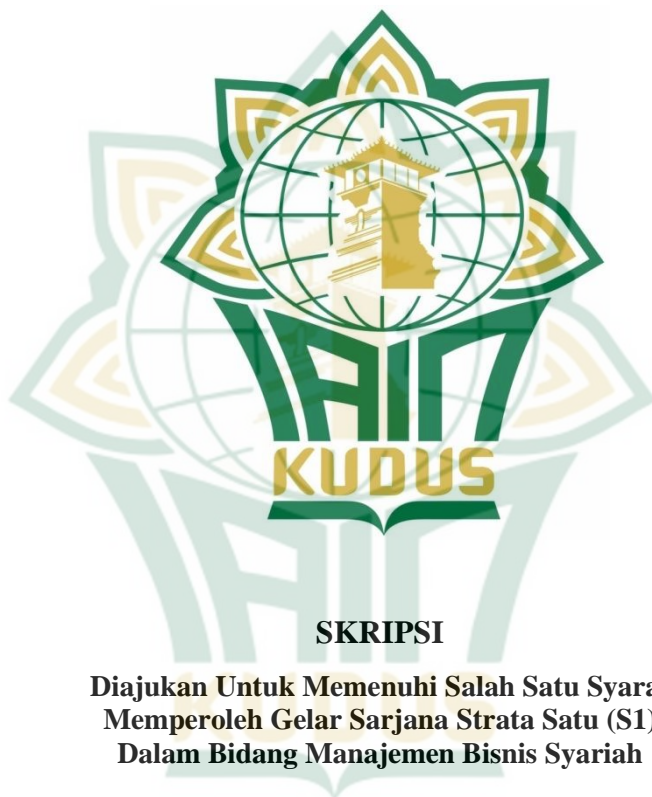 IAIN
KUDUS
SKRIPSI
Diajukan Untuk Memenuhi Salah Satu Syara
Memperoleh Gelar Sarjana Strata Satu (S1)
Dalam Bidang Manajemen Bisnis Syariah